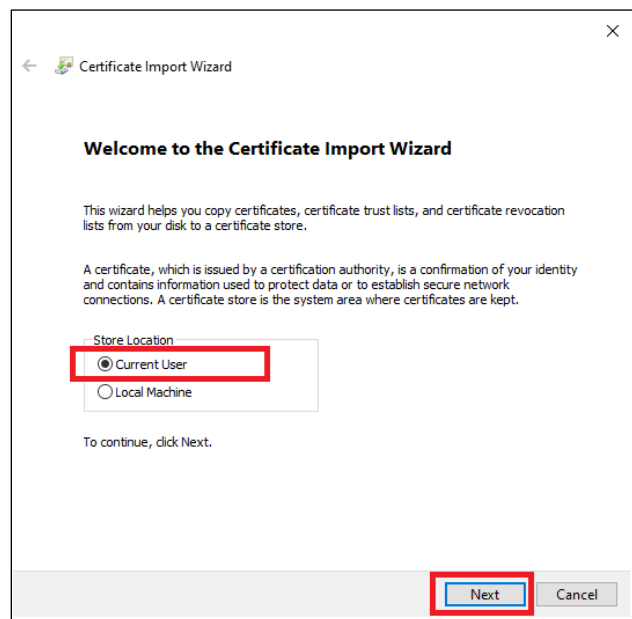 Certificate Import Wizard
Welcome to the Certificate Import Wizard
This wizard helps you copy certificates, certificate trust lists, and certificate revocation
lists from your disk to a certificate store.
A certificate, which is issued by a certification authority, is a confirmation of your identity
and contains information used to protect data or to establish secure network
connections. A certificate store is the system area where certificates are kept.
Store Location
Current User
Local Machine
To continue, click Next.
Next Cancel